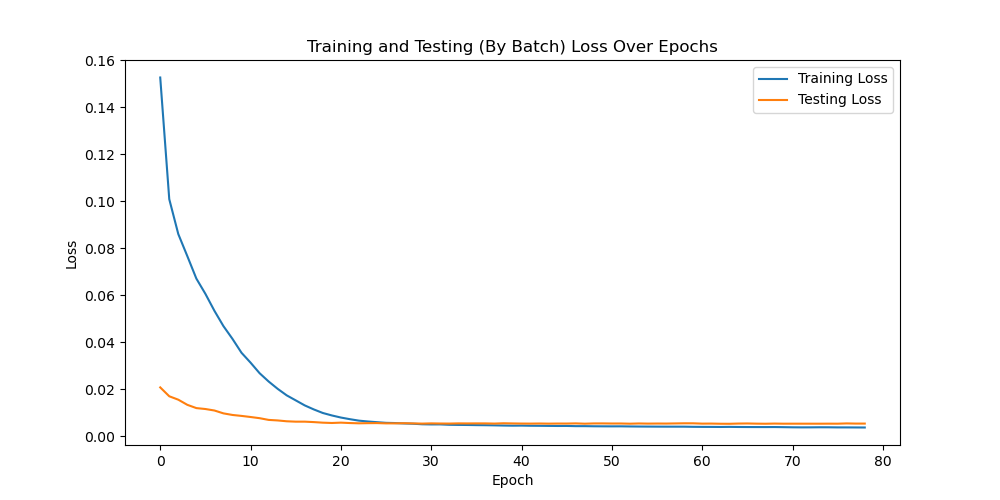 Training and Testing (By Batch) Loss Over Epochs
0.16
0.14
0.12
0.10
0.08
0.06
0.04
0.02
0.00
Loss
Training Loss
Testing Loss
0 10 20 30 40 50 60 70 80
Epoch